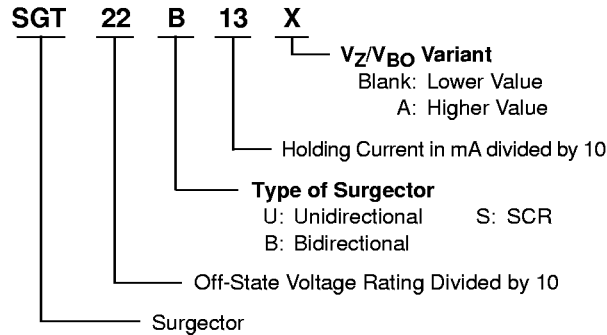 SGT 22 B 13 X
VZ/VBO Variant
Blank: Lower Value
A: Higher Value
Holding Current in mA divided by 10
Type of Surgector
U: Unidirectional S: SCR
B: Bidirectional
Off-State Voltage Rating Divided by 10
Surgector